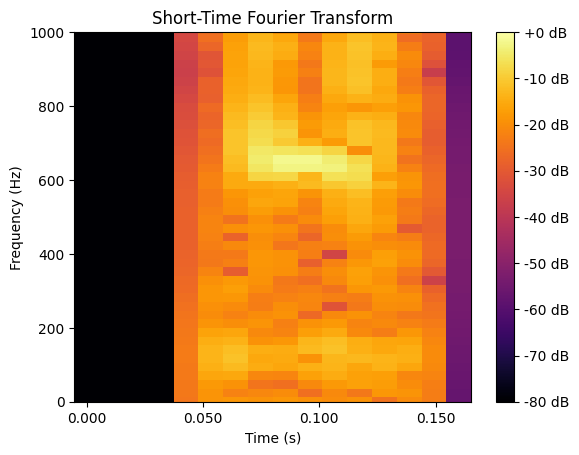 Short-Time Fourier Transform
1000
800
600
400
200
0
Frequency (Hz)
0.000
0.050
0.100
0.150
Time (s)
+0 dB
-10 dB
-20 dB
-30 dB
-40 dB
-50 dB
-60 dB
-70 dB
-80 dB